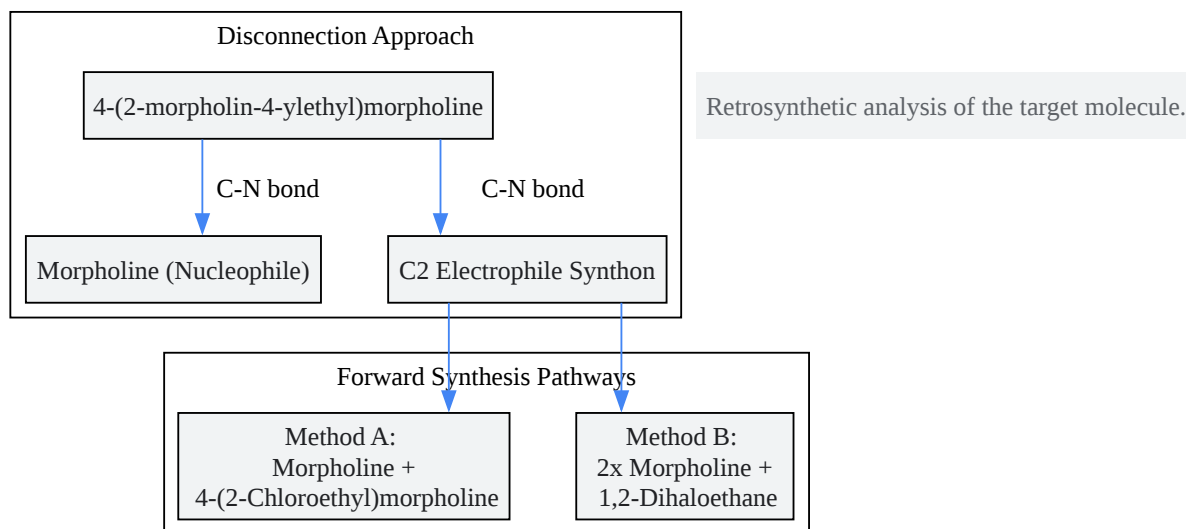 Disconnection Approach
4-(2-morpholin-4-ylethyl)morpholine
Retrosynthetic analysis of the target molecule.
C-N bond
C-N bond
Morpholine (Nucleophile)
C2 Electrophile Synthon
Forward Synthesis Pathways
Method A:
Morpholine +
4-(2-Chloroethyl)morpholine
Method B:
2x Morpholine +
1,2-Dihaloethane